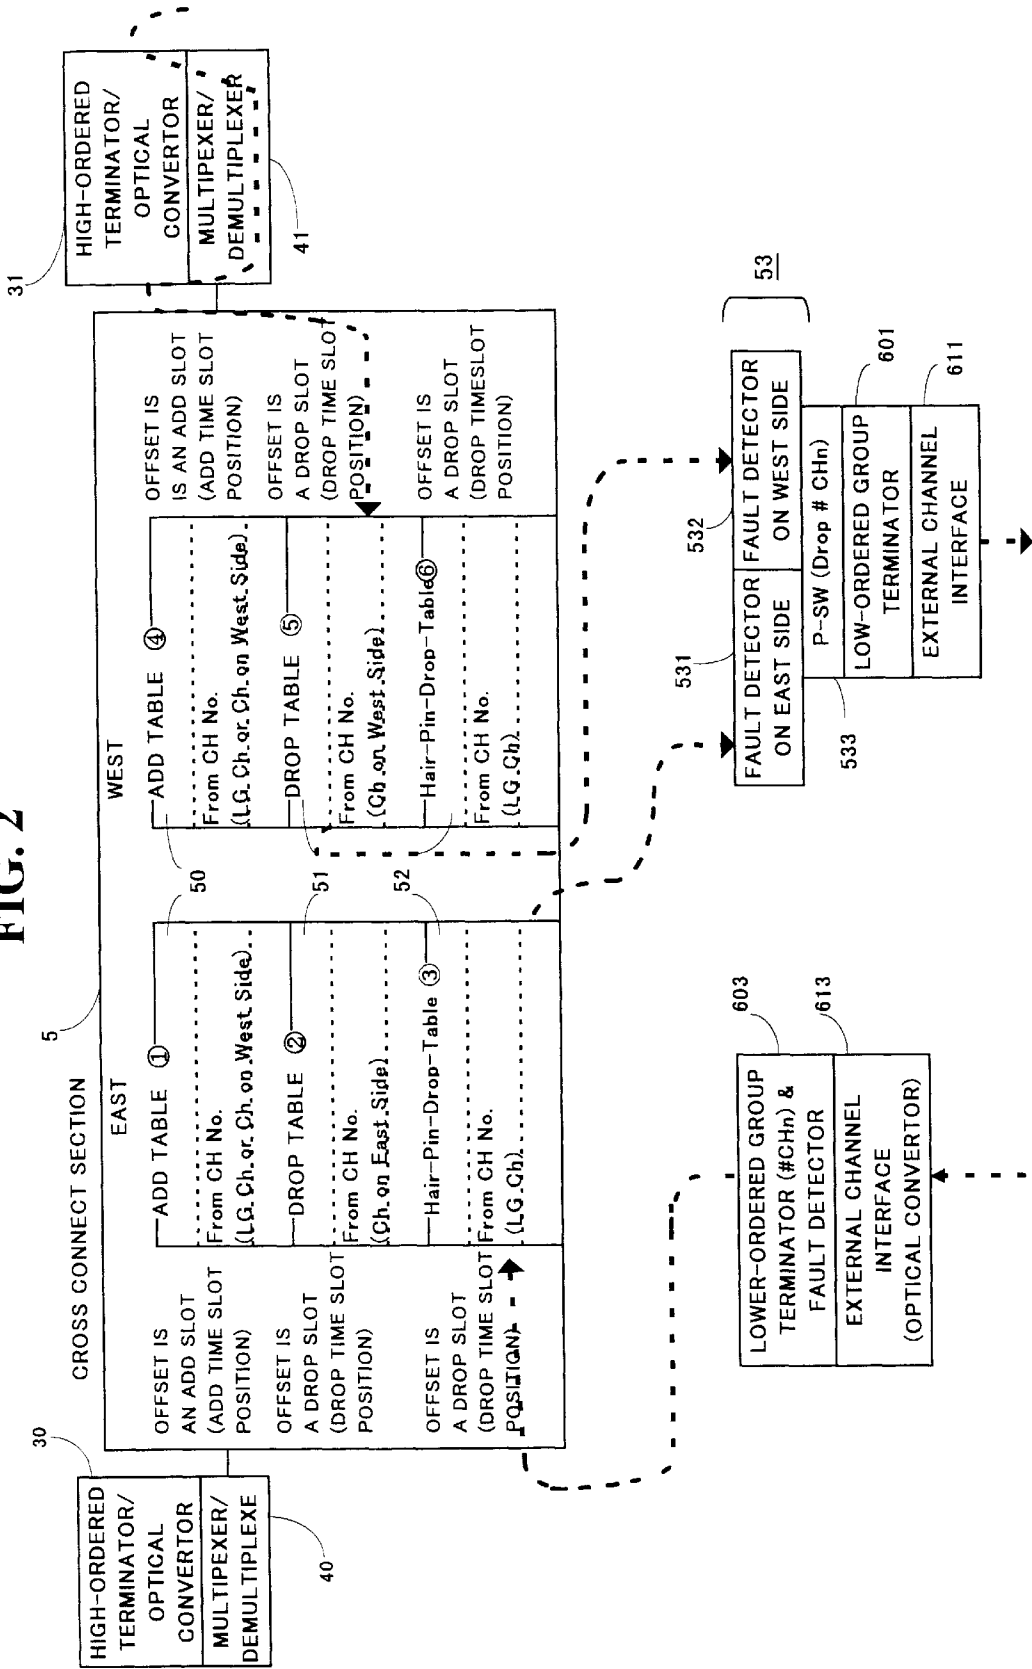 FIG. 2
CROSS CONNECT SECTION
5
30
HIGH-ORDERED
TERMINATOR/
OPTICAL
CONVERTOR
MULTIPEXER/
DEMULTIPLEXE
40
EAST
OFFSET IS
AN ADD SLOT
(ADD TIME SLOT
POSITION)
OFFSET IS
A DROP SLOT
(DROP TIME SLOT
POSITION)
OFFSET IS
A DROP SLOT
(DROP TIME SLOT
POSITION)
ADD TABLE ①
From CH No.
(LG Ch or Ch on West Side)
DROP TABLE ②
From CH No.
(Ch on East Side)
Hair-Pin-Drop-Table ③
From CH No.
(LG Ch)
50
51
52
WEST
ADD TABLE ④
From CH No.
(LG Ch or Ch on West Side)
DROP TABLE ⑤
From CH No.
(Ch on West Side)
Hair-Pin-Drop-Table ⑥
From CH No.
(LG Ch)
OFFSET IS
IS AN ADD SLOT
(ADD TIME SLOT
POSITION)
OFFSET IS
A DROP SLOT
(DROP TIME SLOT
POSITION)
OFFSET IS
A DROP SLOT
(DROP TIMESLOT
POSITION)
31
HIGH-ORDERED
TERMINATOR/
OPTICAL
CONVERTOR
MULTIPEXER/
DEMULTIPLEXER
41
603
LOWER-ORDERED GROUP
TERMINATOR (#CHn) &
FAULT DETECTOR
613
EXTERNAL CHANNEL
INTERFACE
(OPTICAL CONVERTOR)
531
FAULT DETECTOR
ON EAST SIDE
532
FAULT DETECTOR
ON WEST SIDE
53
533
P-SW (Drop # CHn)
601
LOW-ORDERED GROUP
TERMINATOR
611
EXTERNAL CHANNEL
INTERFACE